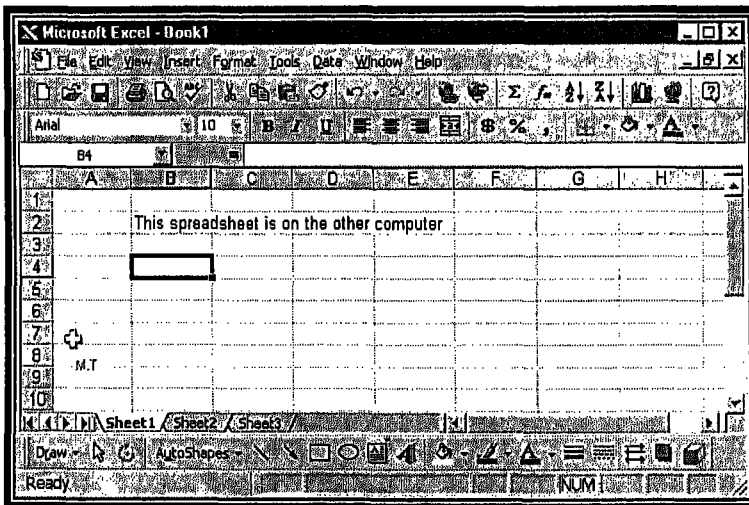 Microsoft Excel - Book1
File Edit View Insert Format Tools Data Window Help
Arial 10 B I U $ % ,
B4 =
A B C D E F G H
1
2 This spreadsheet is on the other computer
3
4
5
6
7
8
M.T
9
10
Sheet1 Sheet2 Sheet3
Draw AutoShapes
Ready NUM